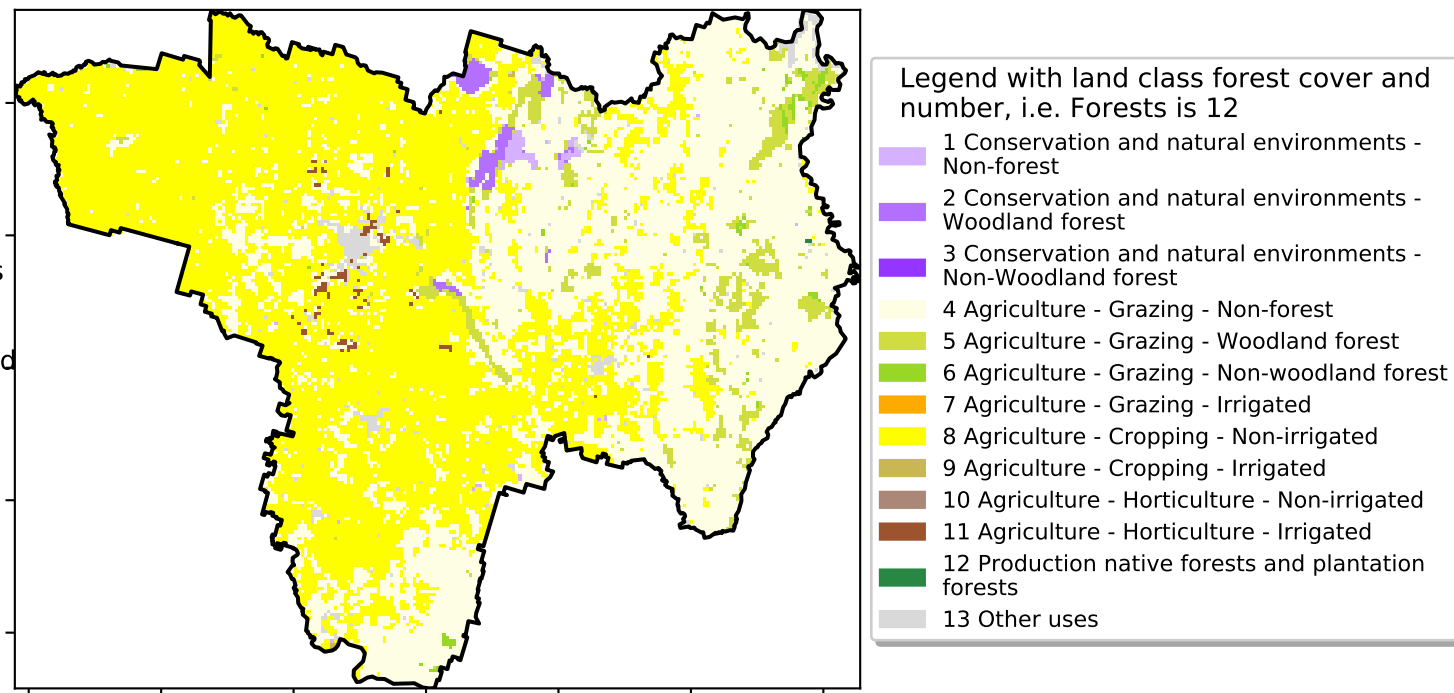 Legend with land class forest cover and
number, i.e. Forests is 12
1 Conservation and natural environments -
Non-forest
2 Conservation and natural environments -
Woodland forest
3 Conservation and natural environments -
Non-Woodland forest
4 Agriculture - Grazing - Non-forest
5 Agriculture - Grazing - Woodland forest
6 Agriculture - Grazing - Non-woodland forest
7 Agriculture - Grazing - Irrigated
8 Agriculture - Cropping - Non-irrigated
9 Agriculture - Cropping - Irrigated
10 Agriculture - Horticulture - Non-irrigated
11 Agriculture - Horticulture - Irrigated
12 Production native forests and plantation
forests
13 Other uses